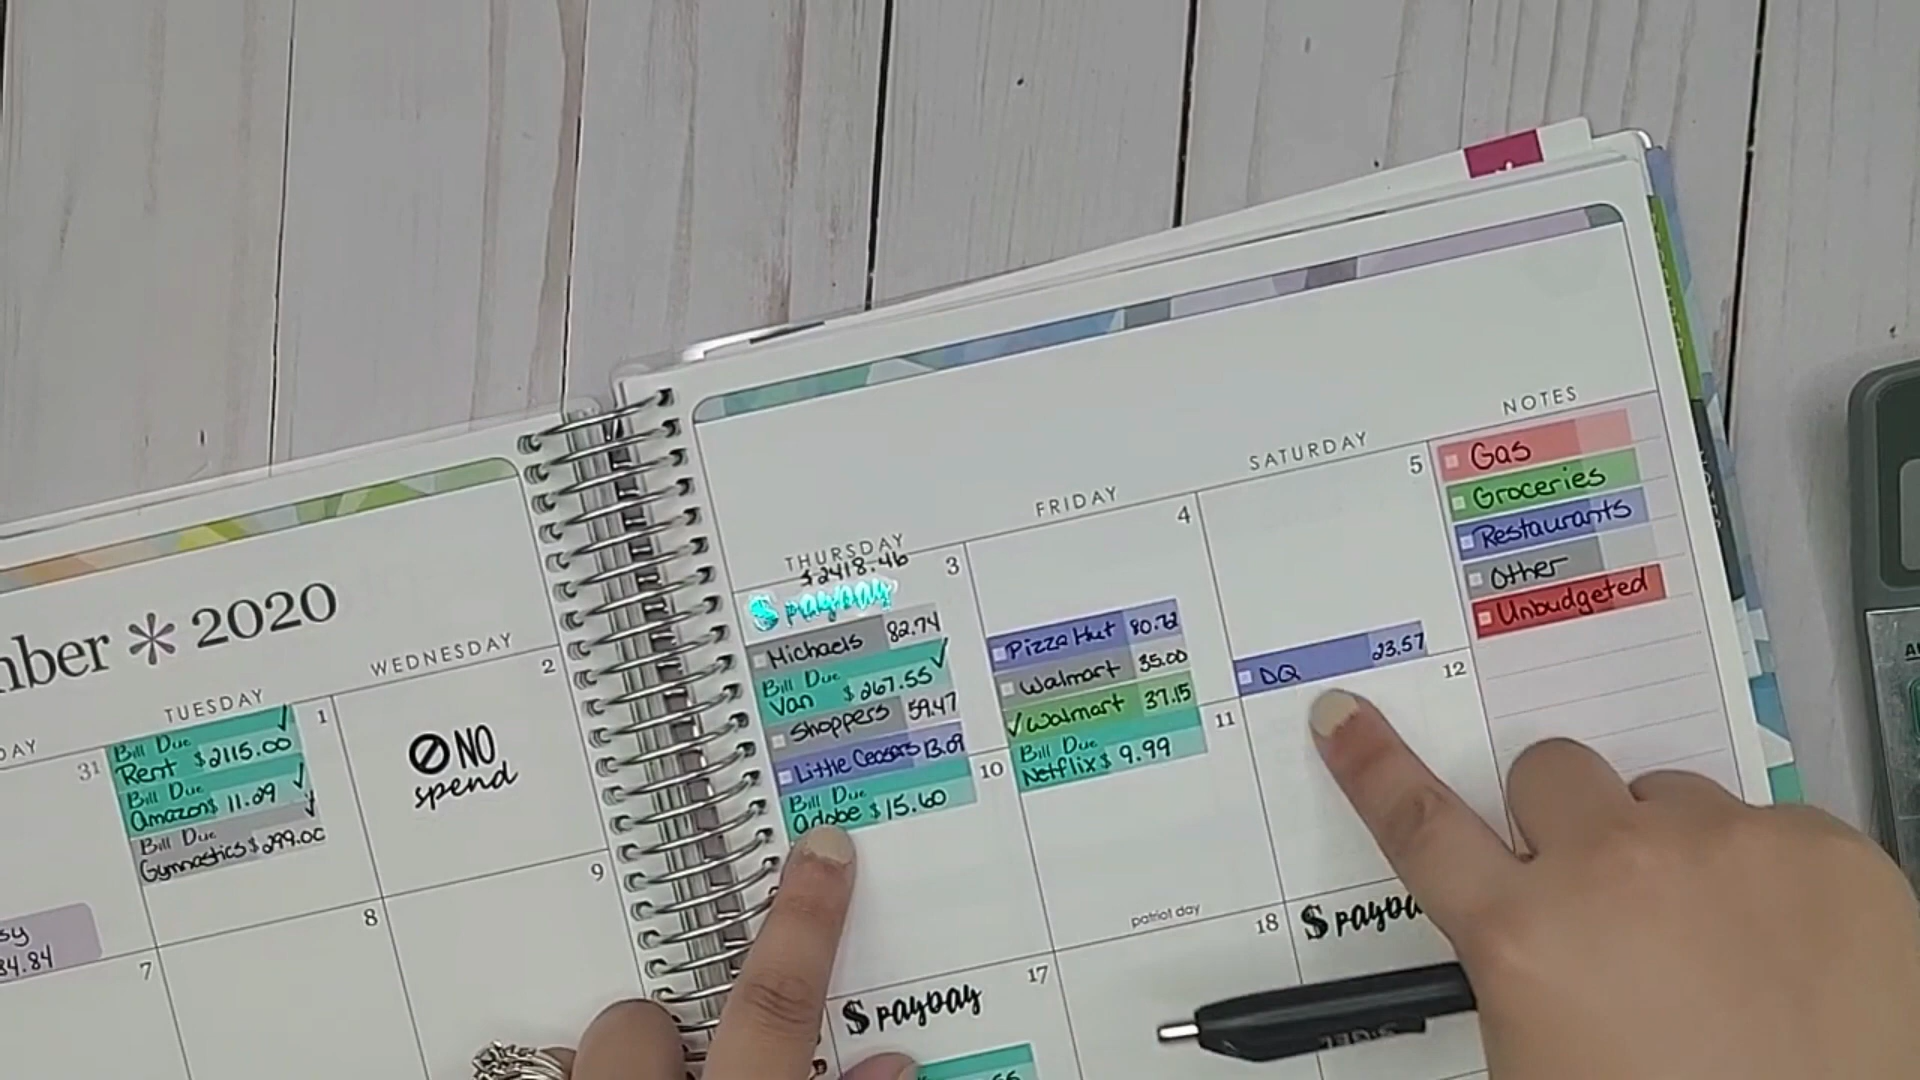 2020
TUESDAY
WEDNESDAY
31
1
2
Bill Due ✓
Rent $2115.00
Bill Due ✓
Amazon $11.29
Bill Due ✓
Gymnastics $299.00
NO
spend
34.84
7
8
9
THURSDAY
FRIDAY
SATURDAY
NOTES
$2418.46
3
4
5
$ payday
Michaels 82.74
Bill Due ✓
Van $267.55
Shoppers 59.47
Little Ceasers 13.09
Bill Due
Adobe $15.60
Pizza Hut 80.72
Walmart 35.00
✓Walmart 37.15
Bill Due
Netflix $ 9.99
DQ 23.57
Gas
Groceries
Restaurants
Other
Unbudgeted
10
11
12
patriot day
17
18
$ payday